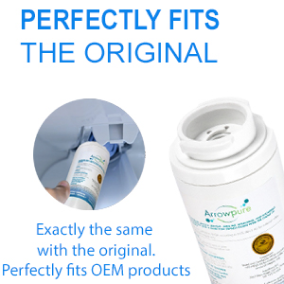 PERFECTLY FITS
THE ORIGINAL
Arrowpure
Exactly the same
with the original.
Perfectly fits OEM products